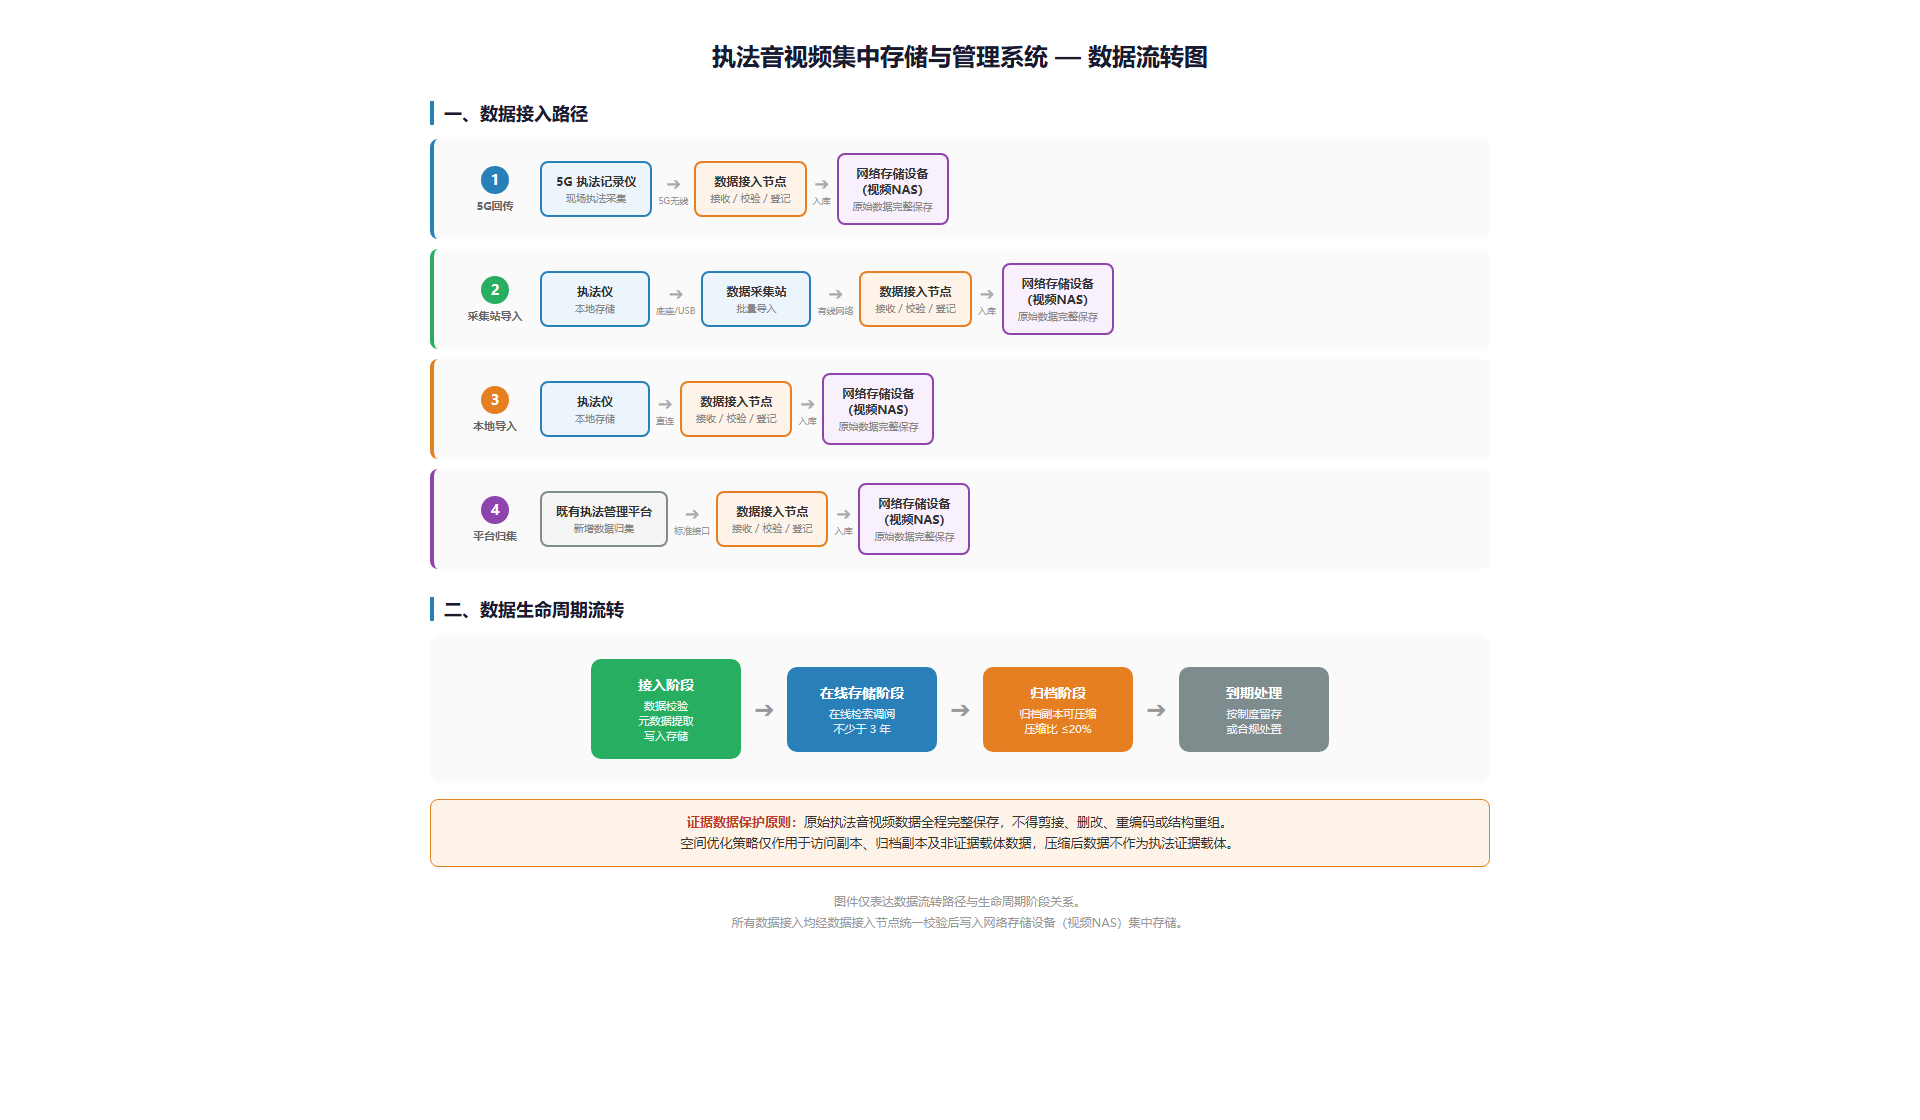 执法音视频集中存储与管理系统 — 数据流转图
一、数据接入路径
1
5G回传
5G 执法记录仪
现场执法采集
➔
5G无线
数据接入节点
接收 / 校验 / 登记
➔
入库
网络存储设备
（视频NAS）
原始数据完整保存
2
采集站导入
执法仪
本地存储
➔
底座/USB
数据采集站
批量导入
➔
有线网络
数据接入节点
接收 / 校验 / 登记
➔
入库
网络存储设备
（视频NAS）
原始数据完整保存
3
本地导入
执法仪
本地存储
➔
直连
数据接入节点
接收 / 校验 / 登记
➔
入库
网络存储设备
（视频NAS）
原始数据完整保存
4
平台归集
既有执法管理平台
新增数据归集
➔
标准接口
数据接入节点
接收 / 校验 / 登记
➔
入库
网络存储设备
（视频NAS）
原始数据完整保存
二、数据生命周期流转
接入阶段
数据校验
元数据提取
写入存储
➔
在线存储阶段
在线检索调阅
不少于 3 年
➔
归档阶段
归档副本可压缩
压缩比 ≤20%
➔
到期处理
按制度留存
或合规处置
证据数据保护原则：原始执法音视频数据全程完整保存，不得剪接、删改、重编码或结构重组。
空间优化策略仅作用于访问副本、归档副本及非证据载体数据，压缩后数据不作为执法证据载体。
图件仅表达数据流转路径与生命周期阶段关系。
所有数据接入均经数据接入节点统一校验后写入网络存储设备（视频NAS）集中存储。